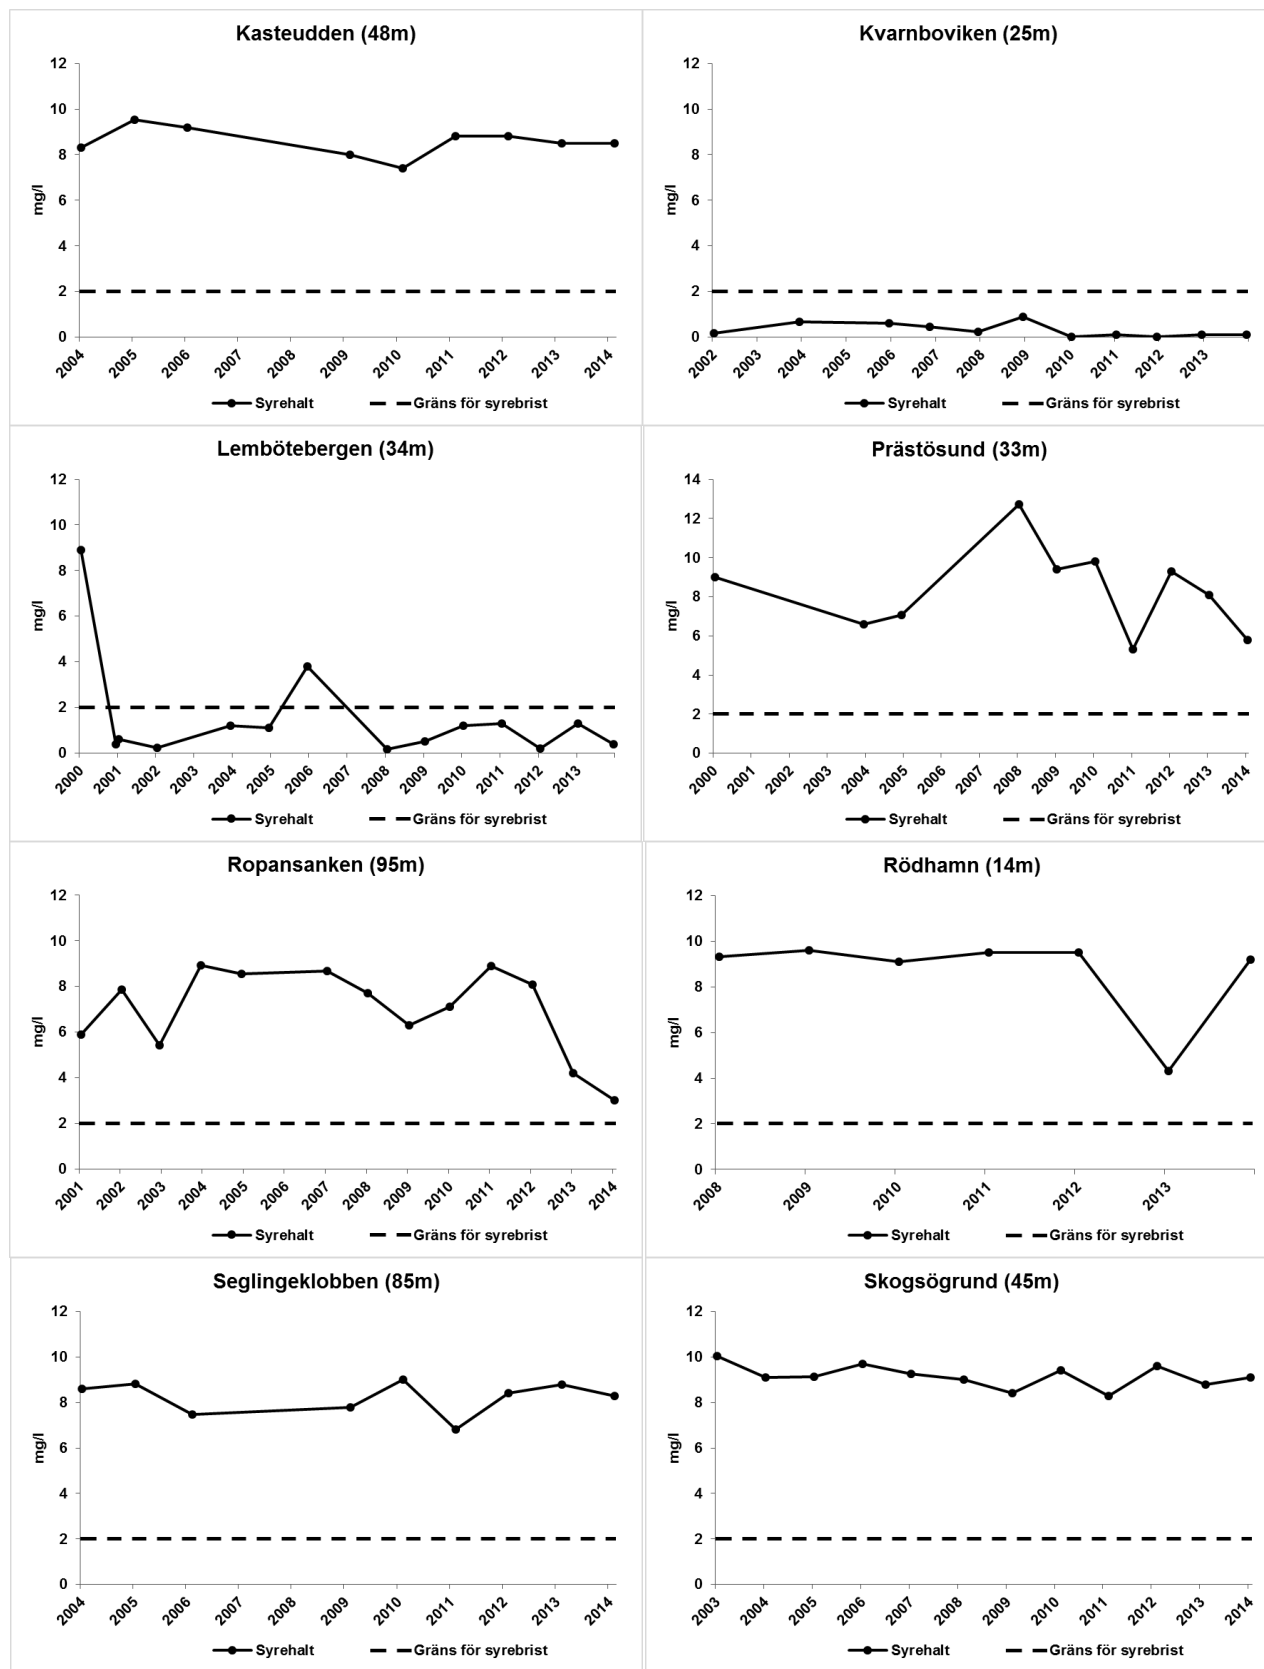 Kasteudden (48m)
12
10
8
6
4
2
0
mg/l
2004 2005 2006 2007 2008 2009 2010 2011 2012 2013 2014
Syrehalt Gräns för syrebrist
Kvarnboviken (25m)
12
10
8
6
4
2
0
mg/l
2002 2003 2004 2005 2006 2007 2008 2009 2010 2011 2012 2013
Syrehalt Gräns för syrebrist
Lembötebergen (34m)
12
10
8
6
4
2
0
mg/l
2000 2001 2002 2003 2004 2005 2006 2007 2008 2009 2010 2011 2012 2013
Syrehalt Gräns för syrebrist
Prästösund (33m)
14
12
10
8
6
4
2
0
mg/l
2000 2001 2002 2003 2004 2005 2006 2007 2008 2009 2010 2011 2012 2013 2014
Syrehalt Gräns för syrebrist
Ropansanken (95m)
12
10
8
6
4
2
0
mg/l
2001 2002 2003 2004 2005 2006 2007 2008 2009 2010 2011 2012 2013 2014
Syrehalt Gräns för syrebrist
Rödhamn (14m)
12
10
8
6
4
2
0
mg/l
2008 2009 2010 2011 2012 2013
Syrehalt Gräns för syrebrist
Seglingeklobben (85m)
12
10
8
6
4
2
0
mg/l
2004 2005 2006 2007 2008 2009 2010 2011 2012 2013 2014
Syrehalt Gräns för syrebrist
Skogsögrund (45m)
12
10
8
6
4
2
0
mg/l
2003 2004 2005 2006 2007 2008 2009 2010 2011 2012 2013 2014
Syrehalt Gräns för syrebrist